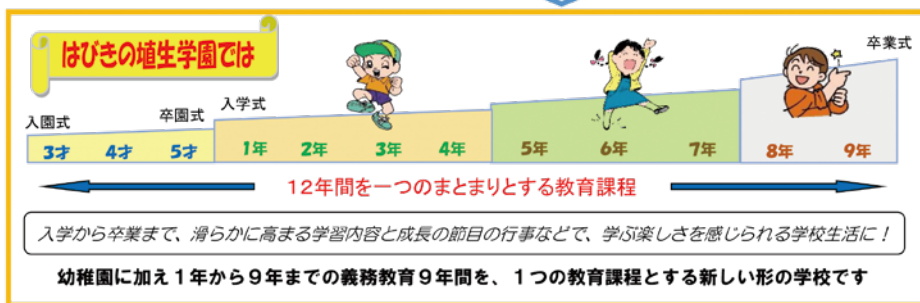 はびきの埴生学園では
卒業式
入園式 卒園式 入学式
3才 4才 5才 1年 2年 3年 4年 5年 6年 7年 8年 9年
12年間を一つのまとまりとする教育課程
入学から卒業まで、滑らかに高まる学習内容と成長の節目の行事などで、学ぶ楽しさを感じられる学校生活に！
幼稚園に加え１年から９年までの義務教育９年間を、１つの教育課程とする新しい形の学校です